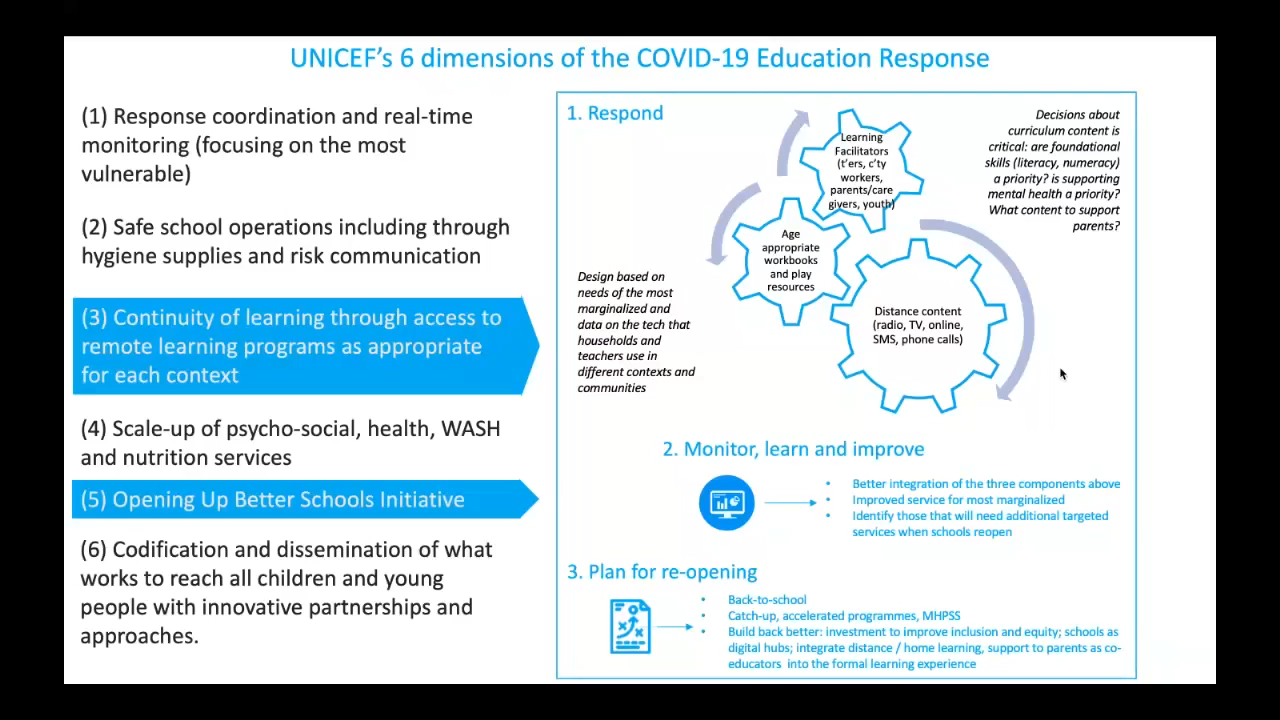 UNICEF's 6 dimensions of the COVID-19 Education Response
(1) Response coordination and real-time
monitoring (focusing on the most
vulnerable)
(2) Safe school operations including through
hygiene supplies and risk communication
(3) Continuity of learning through access to
remote learning programs as appropriate
for each context
(4) Scale-up of psycho-social, health, WASH
and nutrition services
(5) Opening Up Better Schools Initiative
(6) Codification and dissemination of what
works to reach all children and young
people with innovative partnerships and
approaches.
1. Respond
Learning
Facilitators
(t'ers, c'ty
workers,
parents/care
givers, youth)
Decisions about
curriculum content is
critical: are foundational
skills (literacy, numeracy)
a priority? is supporting
mental health a priority?
What content to support
parents?
Age
appropriate
workbooks
and play
resources
Design based on
needs of the most
marginalized and
data on the tech that
households and
teachers use in
different contexts and
communities
Distance content
(radio, TV, online,
SMS, phone calls)
2. Monitor, learn and improve
• Better integration of the three components above
• Improved service for most marginalized
• Identify those that will need additional targeted
services when schools reopen
3. Plan for re-opening
• Back-to-school
• Catch-up, accelerated programmes, MHPSS
• Build back better: investment to improve inclusion and equity; schools as
digital hubs; integrate distance / home learning, support to parents as co-
educators into the formal learning experience